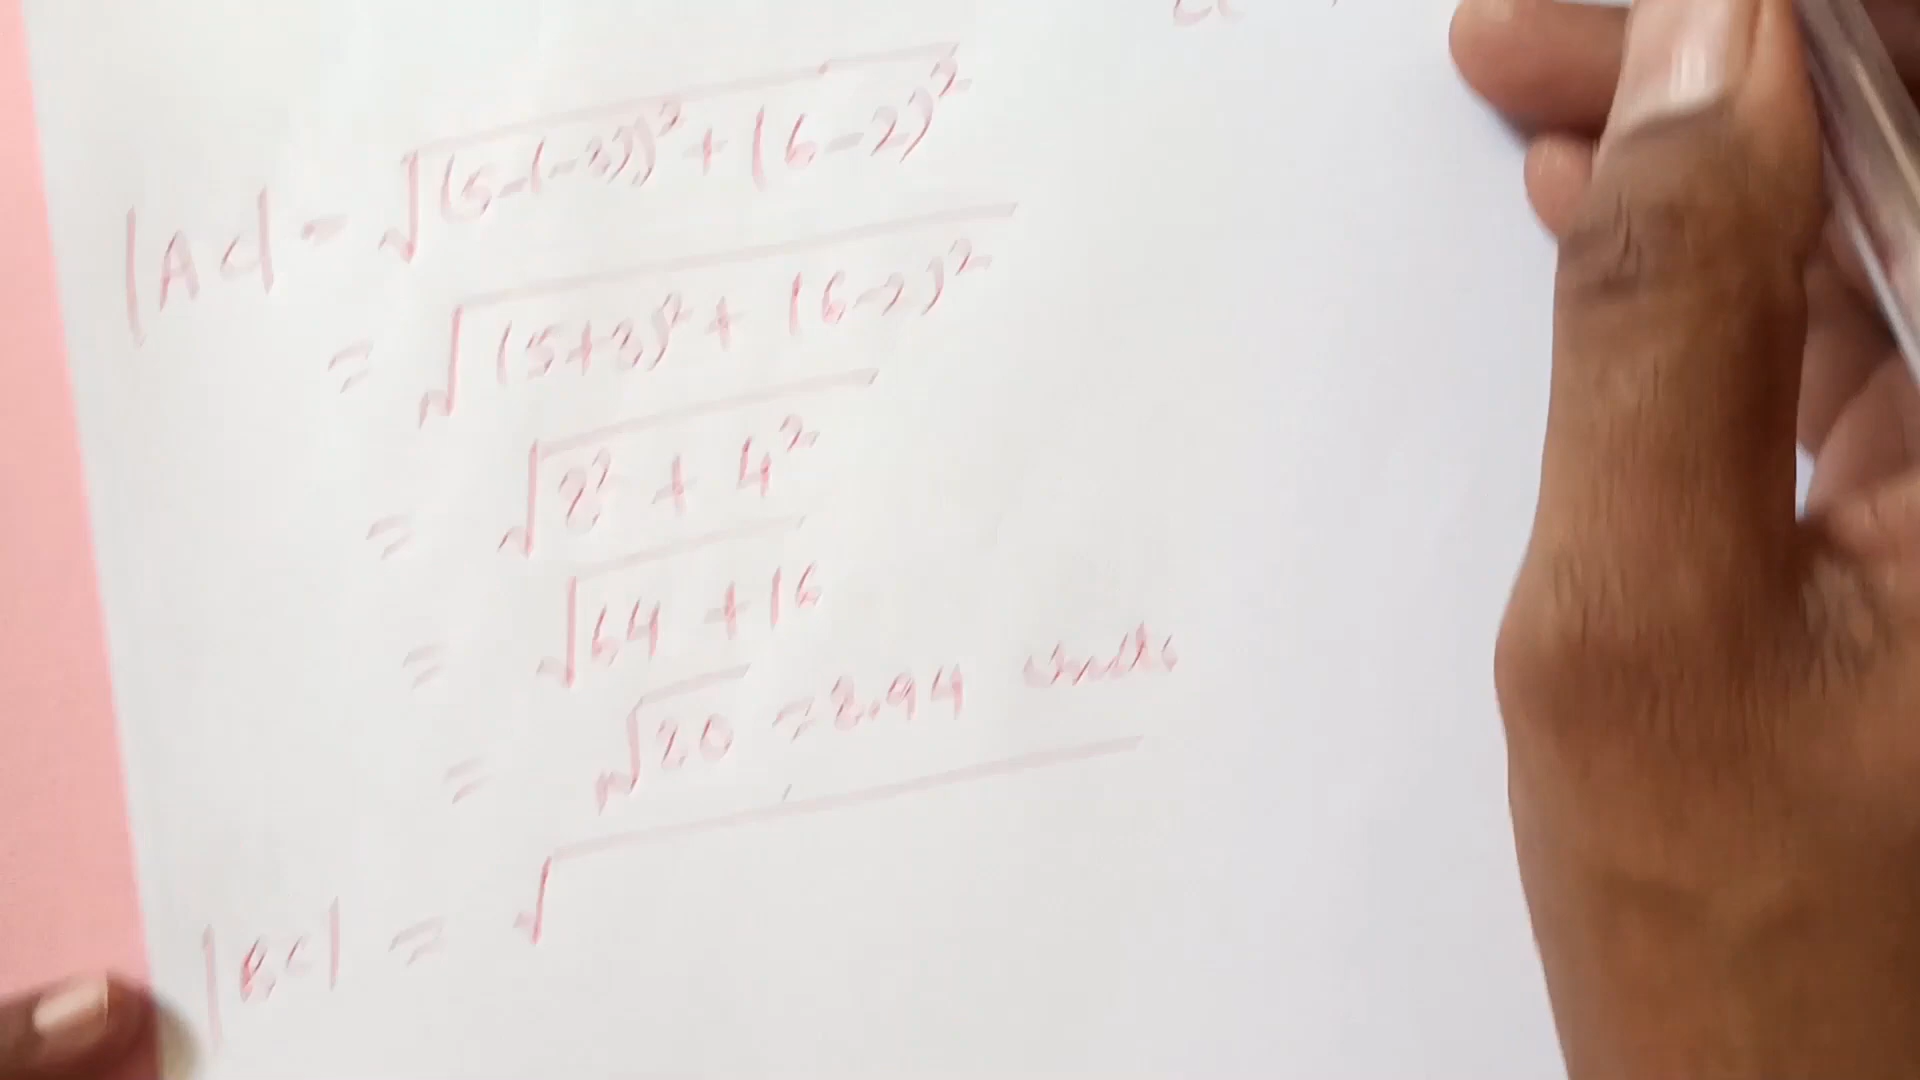 |AC| = √(5-(-3))² + (6-2)²
= √(5+3)² + (6-2)²
= √8² + 4²
= √64 + 16
= √80 = 8.94 units
|BC| = √